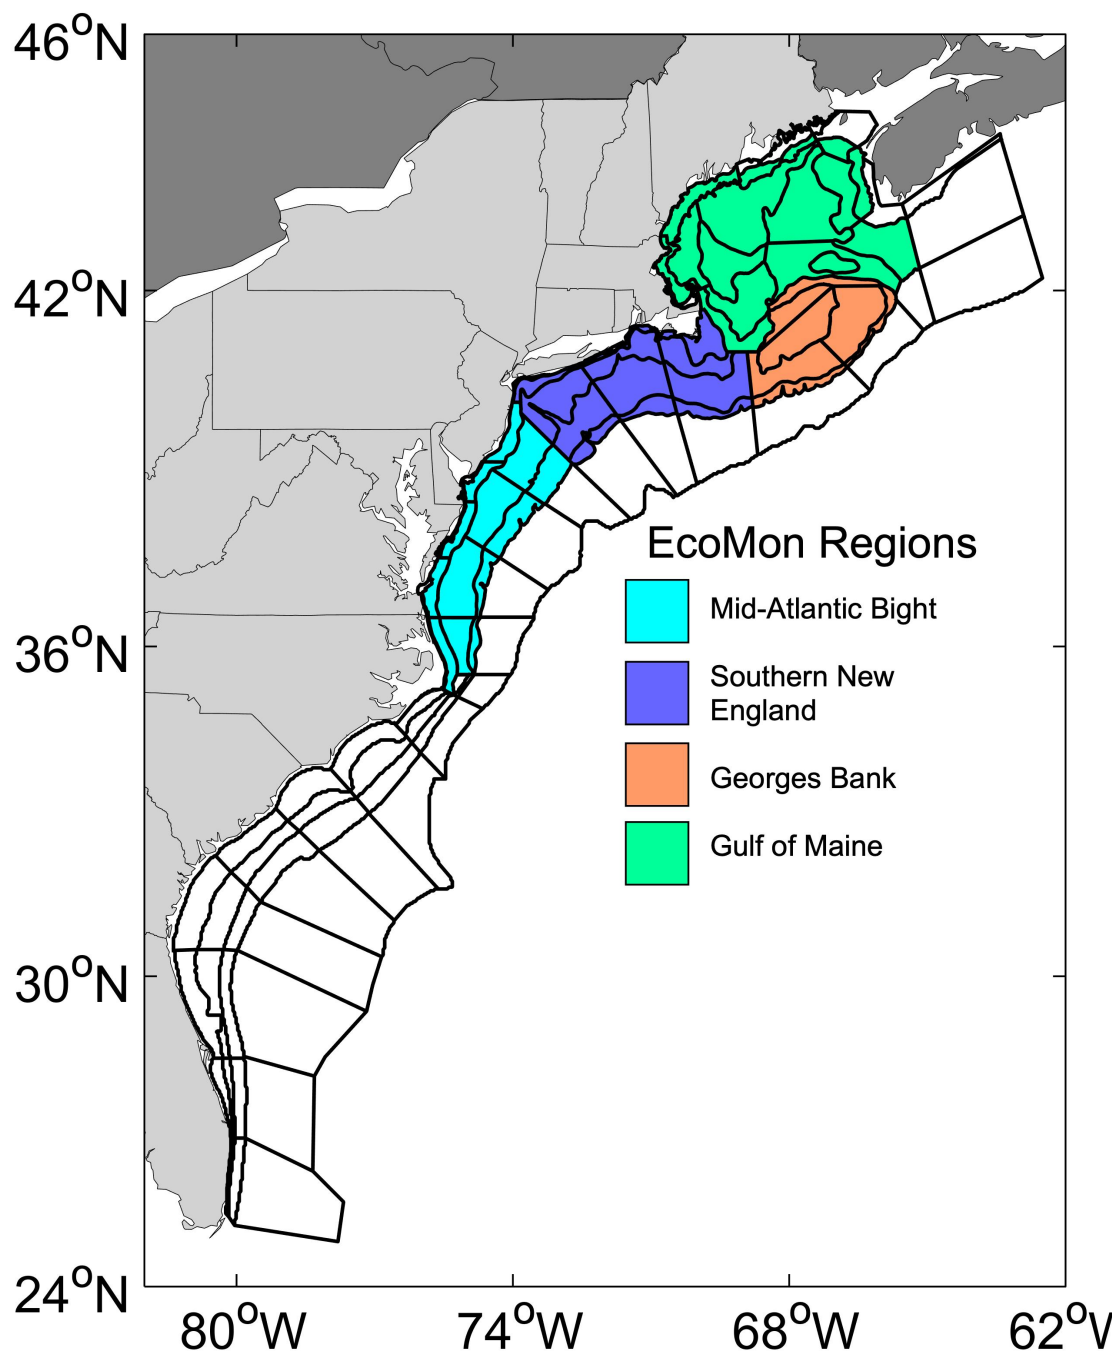 46°N
42°N
36°N
30°N
24°N
80°W
74°W
68°W
62°W
EcoMon Regions
Mid-Atlantic Bight
Southern New
England
Georges Bank
Gulf of Maine